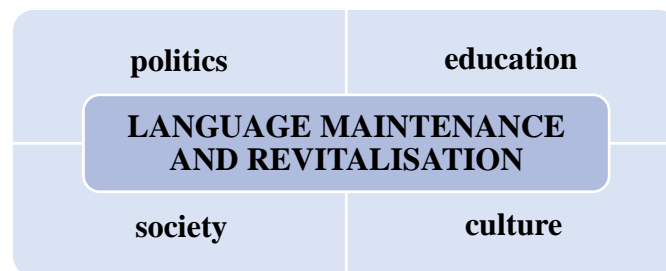 politics
education
LANGUAGE MAINTENANCE
AND REVITALISATION
society
culture